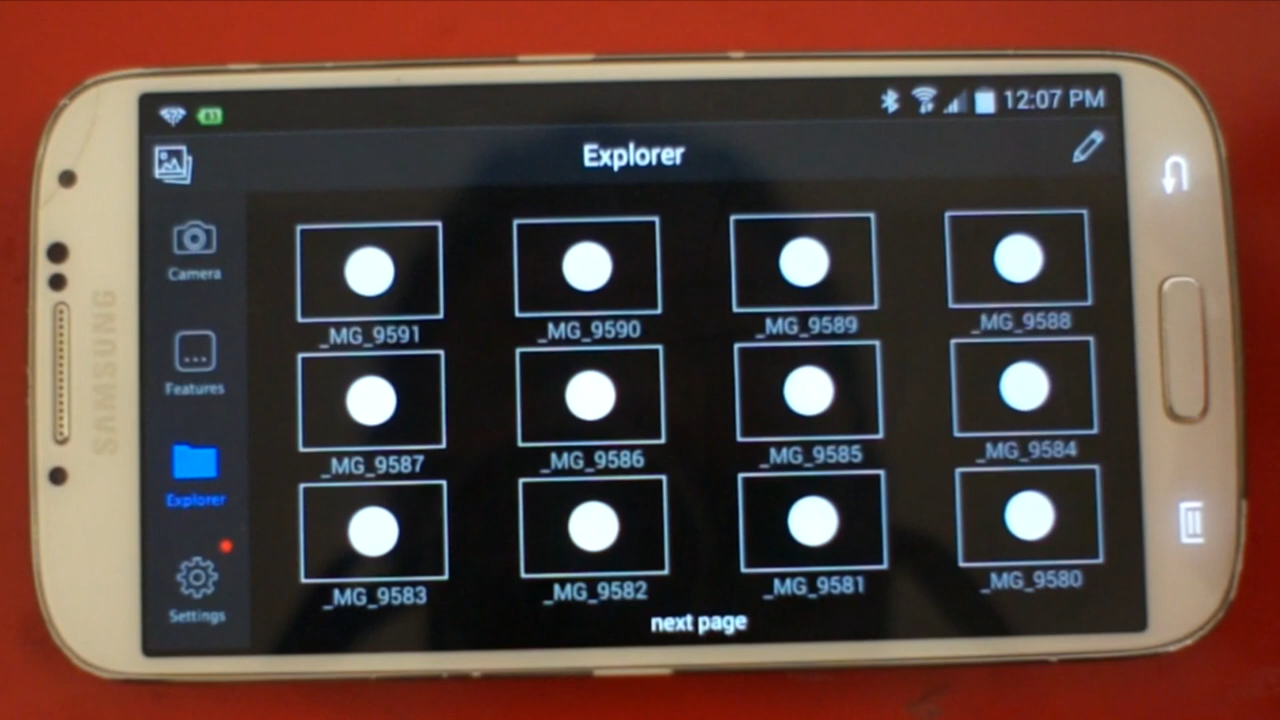 12:07 PM
Explorer
Camera
Features
Explorer
Settings
_MG_9591 _MG_9590 _MG_9589 _MG_9588
_MG_9587 _MG_9586 _MG_9585 _MG_9584
_MG_9583 _MG_9582 _MG_9581 _MG_9580
next page
SAMSUNG